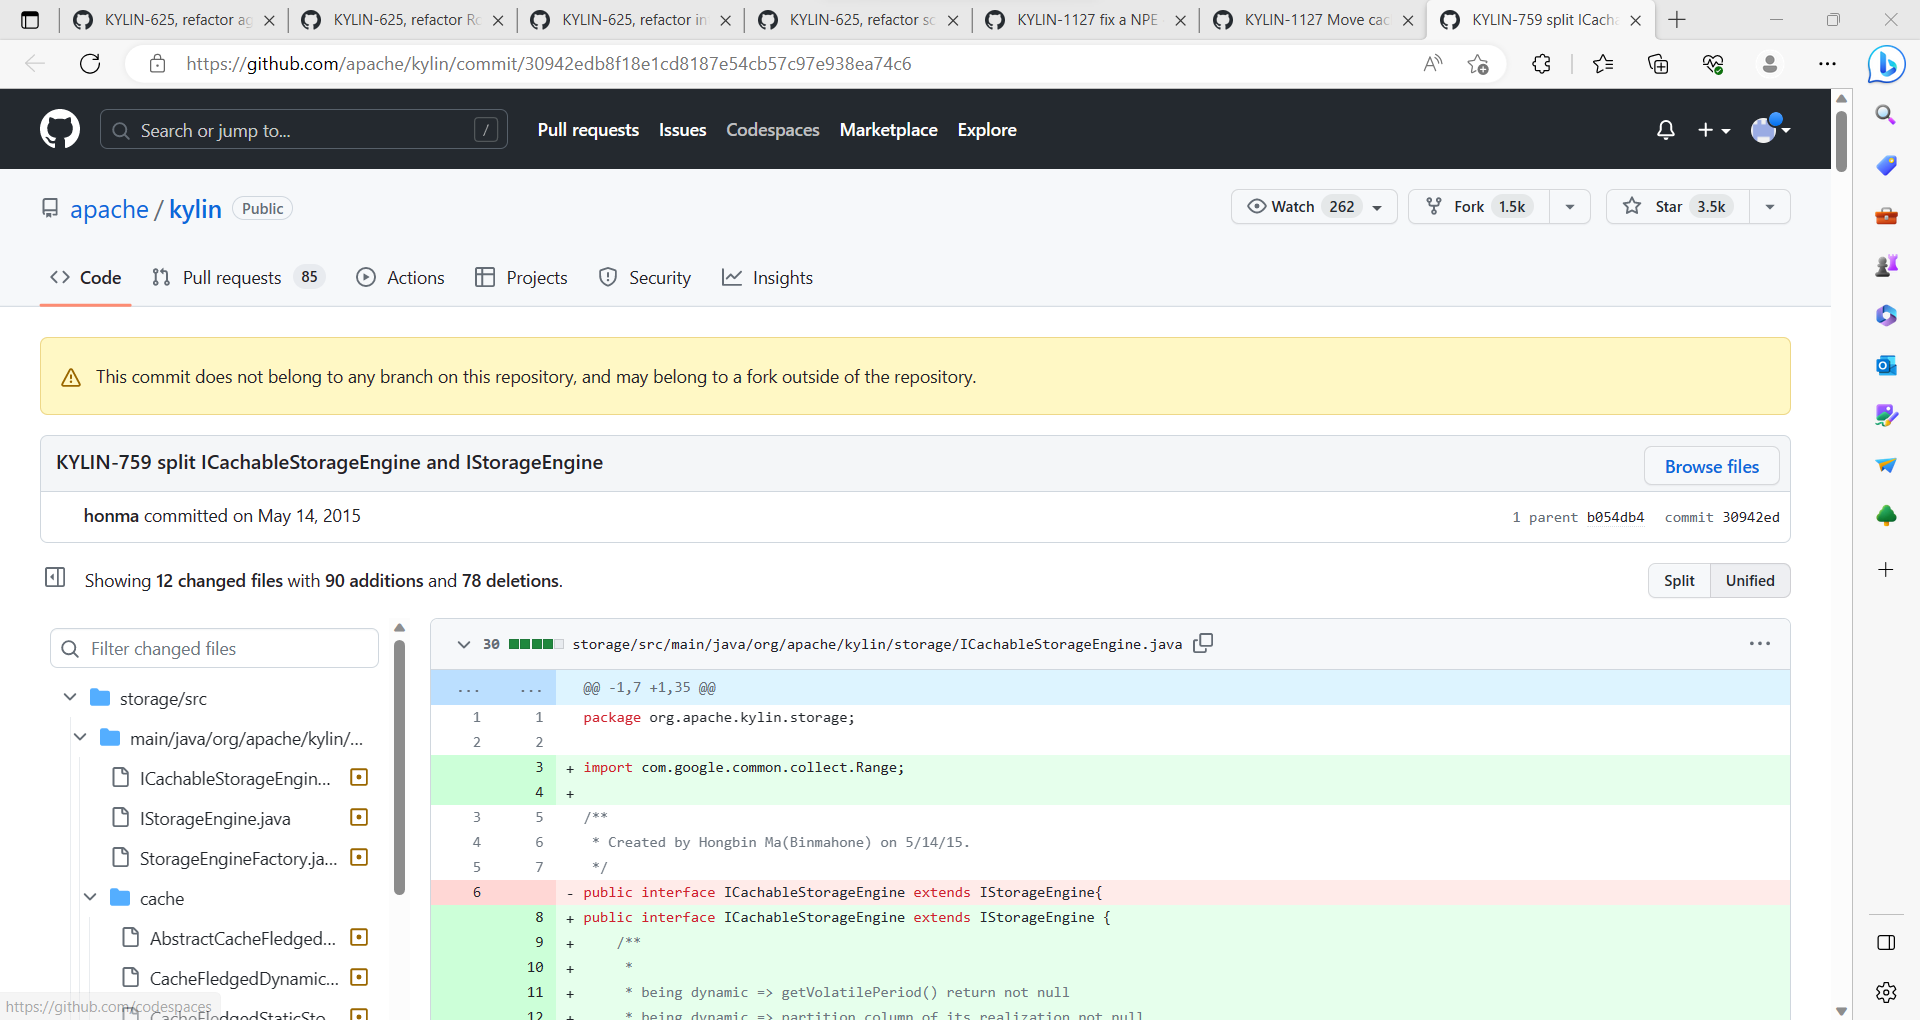 KYLIN-625, refactor ag
KYLIN-625, refactor Ro
KYLIN-625, refactor in
KYLIN-625, refactor sc
KYLIN-1127 fix a NPE
KYLIN-1127 Move cac
KYLIN-759 split ICacha
https://github.com/apache/kylin/commit/30942edb8f18e1cd8187e54cb57c97e938ea74c6
Search or jump to...
/
Pull requests
Issues
Codespaces
Marketplace
Explore
apache / kylin
Public
Watch 262
Fork 1.5k
Star 3.5k
Code
Pull requests 85
Actions
Projects
Security
Insights
This commit does not belong to any branch on this repository, and may belong to a fork outside of the repository.
KYLIN-759 split ICachableStorageEngine and IStorageEngine
Browse files
honma committed on May 14, 2015
1 parent b054db4 commit 30942ed
Showing 12 changed files with 90 additions and 78 deletions.
Split Unified
Filter changed files
storage/src
main/java/org/apache/kylin/...
ICachableStorageEngin...
IStorageEngine.java
StorageEngineFactory.ja...
cache
AbstractCacheFledged...
CacheFledgedDynamic...
CacheFledgedStaticSto...
https://github.com/codespaces
30 storage/src/main/java/org/apache/kylin/storage/ICachableStorageEngine.java
... ... @@ -1,7 +1,35 @@
1 1 package org.apache.kylin.storage;
2 2
3 + import com.google.common.collect.Range;
4 +
3 5 /**
4 6 * Created by Hongbin Ma(Binmahone) on 5/14/15.
5 7 */
6 - public interface ICachableStorageEngine extends IStorageEngine{
8 + public interface ICachableStorageEngine extends IStorageEngine {
9 + /**
10 + *
11 + * being dynamic => getVolatilePeriod() return not null
12 + * being dynamic => partition column of its realization not null